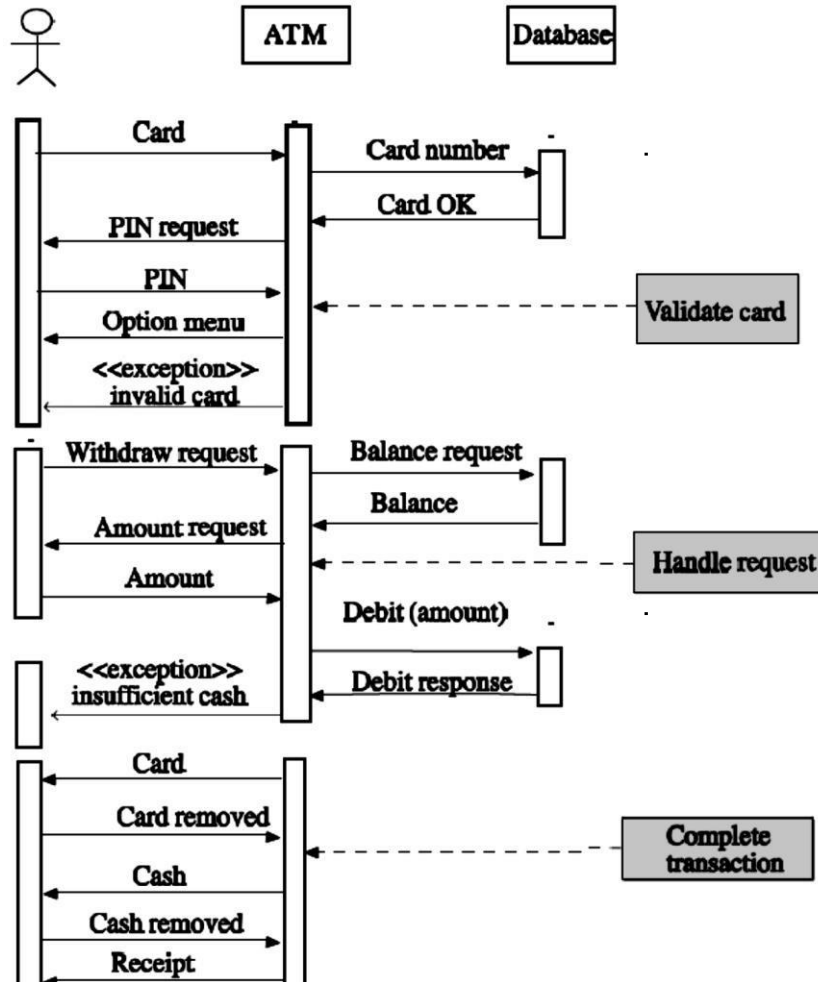 ATM
Database
Card
Card number
Card OK
PIN request
PIN
Validate card
Option menu
<<exception>>
invalid card
Withdraw request
Balance request
Balance
Amount request
Handle request
Amount
Debit (amount)
<<exception>>
insufficient cash
Debit response
Card
Card removed
Complete
transaction
Cash
Cash removed
Receipt